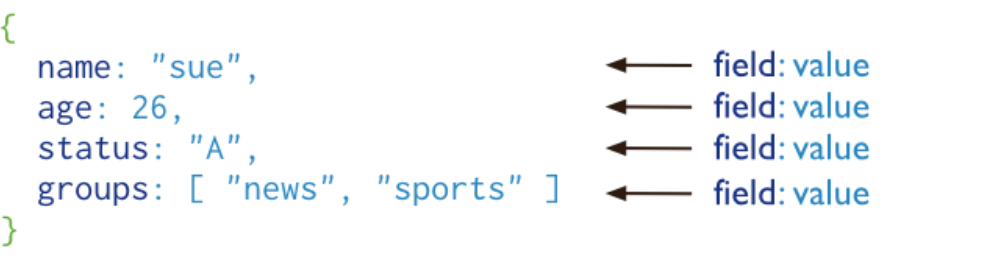 {
name: "sue", field: value
age: 26, field: value
status: "A", field: value
groups: [ "news", "sports" ] field: value
}